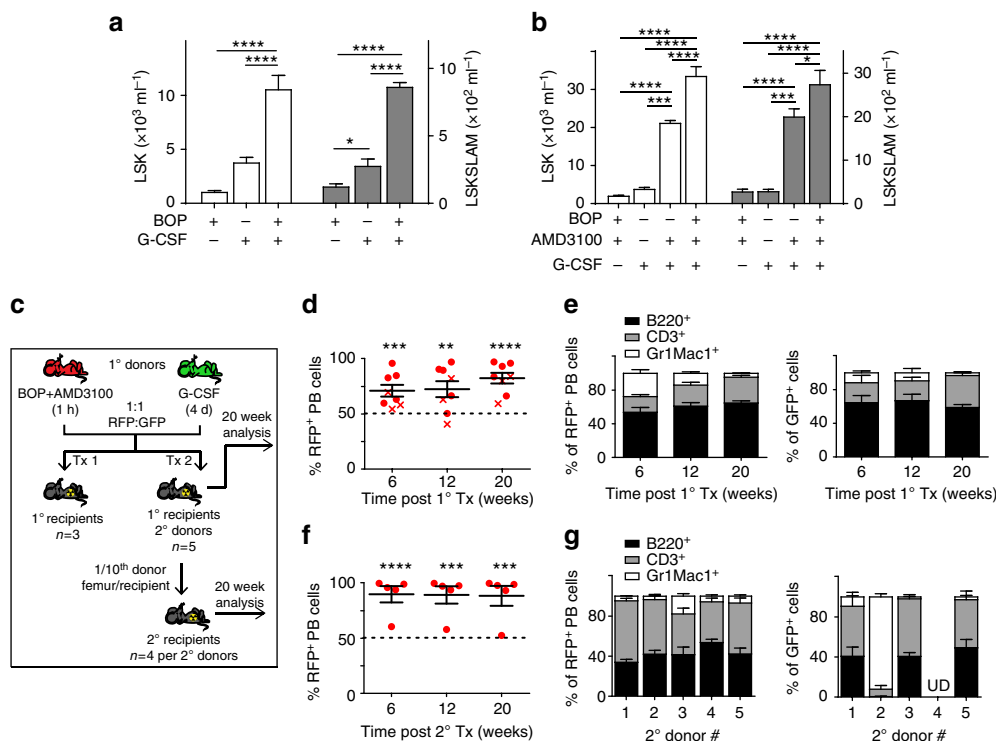 a
**** ****
**** ****
*
LSK (×10³ ml⁻¹)
10
5
0
10
5
0
LSKSLAM (×10² ml⁻¹)
BOP + − + + − +
G-CSF − + + − + +
b
**** ****
**** ****
**** *
**** ****
*** ***
LSK (×10³ ml⁻¹)
40
30
20
10
0
30
20
10
0
LSKSLAM (×10² ml⁻¹)
BOP + − − + + − − +
AMD3100 + − + + + − + +
G-CSF − + + + − + + +
c
1° donors
BOP+AMD3100
(1 h)
G-CSF
(4 d)
1:1
RFP:GFP
20 week
analysis
Tx 1
Tx 2
1° recipients
n=3
1° recipients
2° donors
n=5
1/10th donor
femur/recipient
20 week
analysis
2° recipients
n=4 per 2° donors
d
*** ** ****
% RFP⁺ PB cells
100
50
0
6 12 20
Time post 1° Tx (weeks)
e
B220⁺
CD3⁺
Gr1Mac1⁺
% of RFP⁺ PB cells
100
80
40
0
6 12 20
Time post 1° Tx (weeks)
% of GFP⁺ cells
100
80
40
0
6 12 20
Time post 1° Tx (weeks)
f
**** *** ***
% RFP⁺ PB cells
100
50
0
6 12 20
Time post 2° Tx (weeks)
g
B220⁺
CD3⁺
Gr1Mac1⁺
% of RFP⁺ PB cells
100
80
40
0
1 2 3 4 5
2° donor #
% of GFP⁺ cells
100
80
40
0
UD
1 2 3 4 5
2° donor #